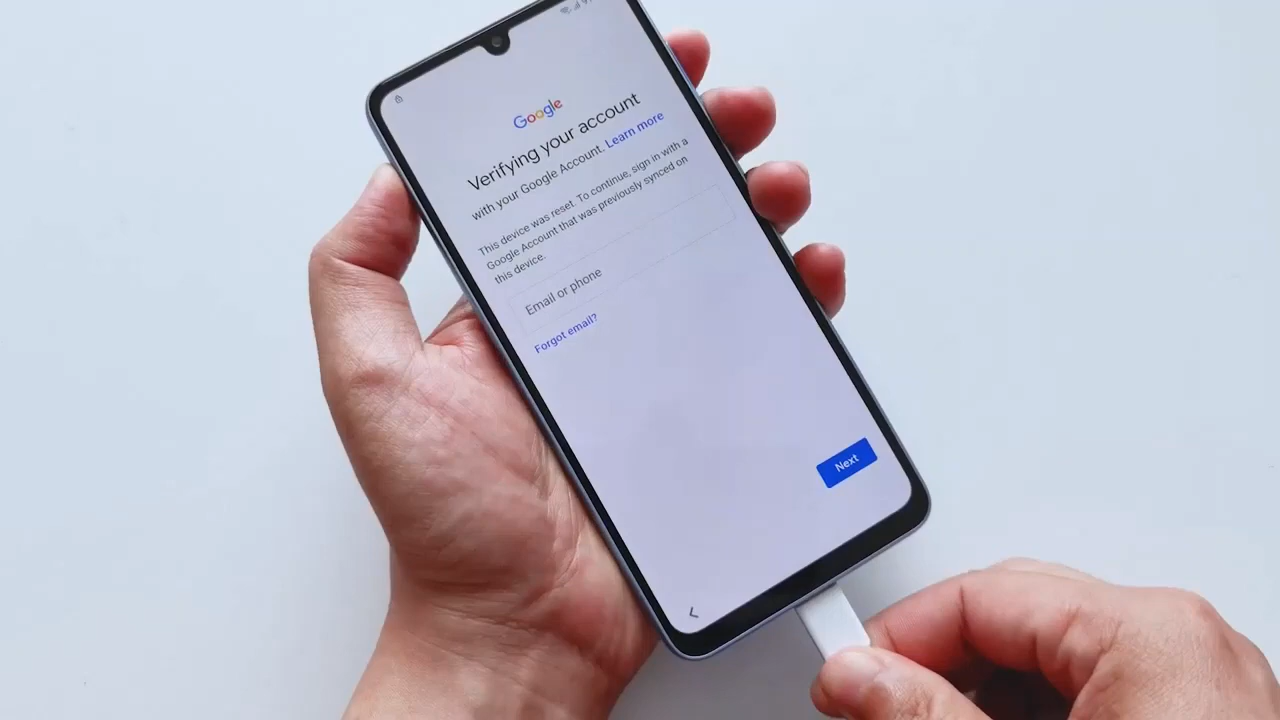 Google
Verifying your account
with your Google Account. Learn more
This device was reset. To continue, sign in with a
Google Account that was previously synced on
this device.
Email or phone
Forgot email?
Next